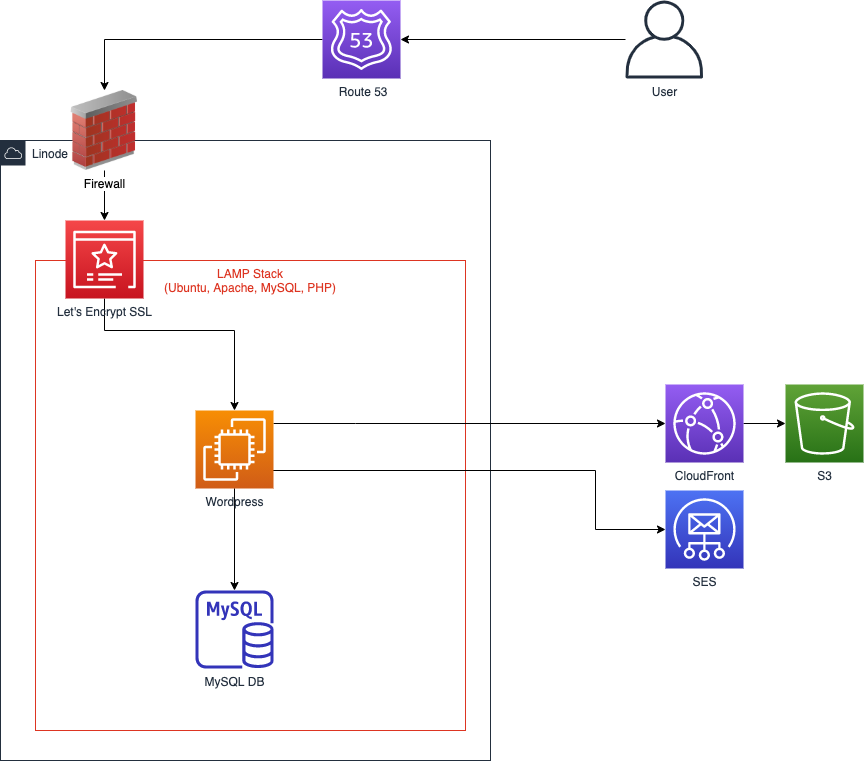 53
Route 53
User
Linode
Firewall
LAMP Stack
(Ubuntu, Apache, MySQL, PHP)
Let's Encrypt SSL
Wordpress
CloudFront
S3
SES
MySQL
MySQL DB